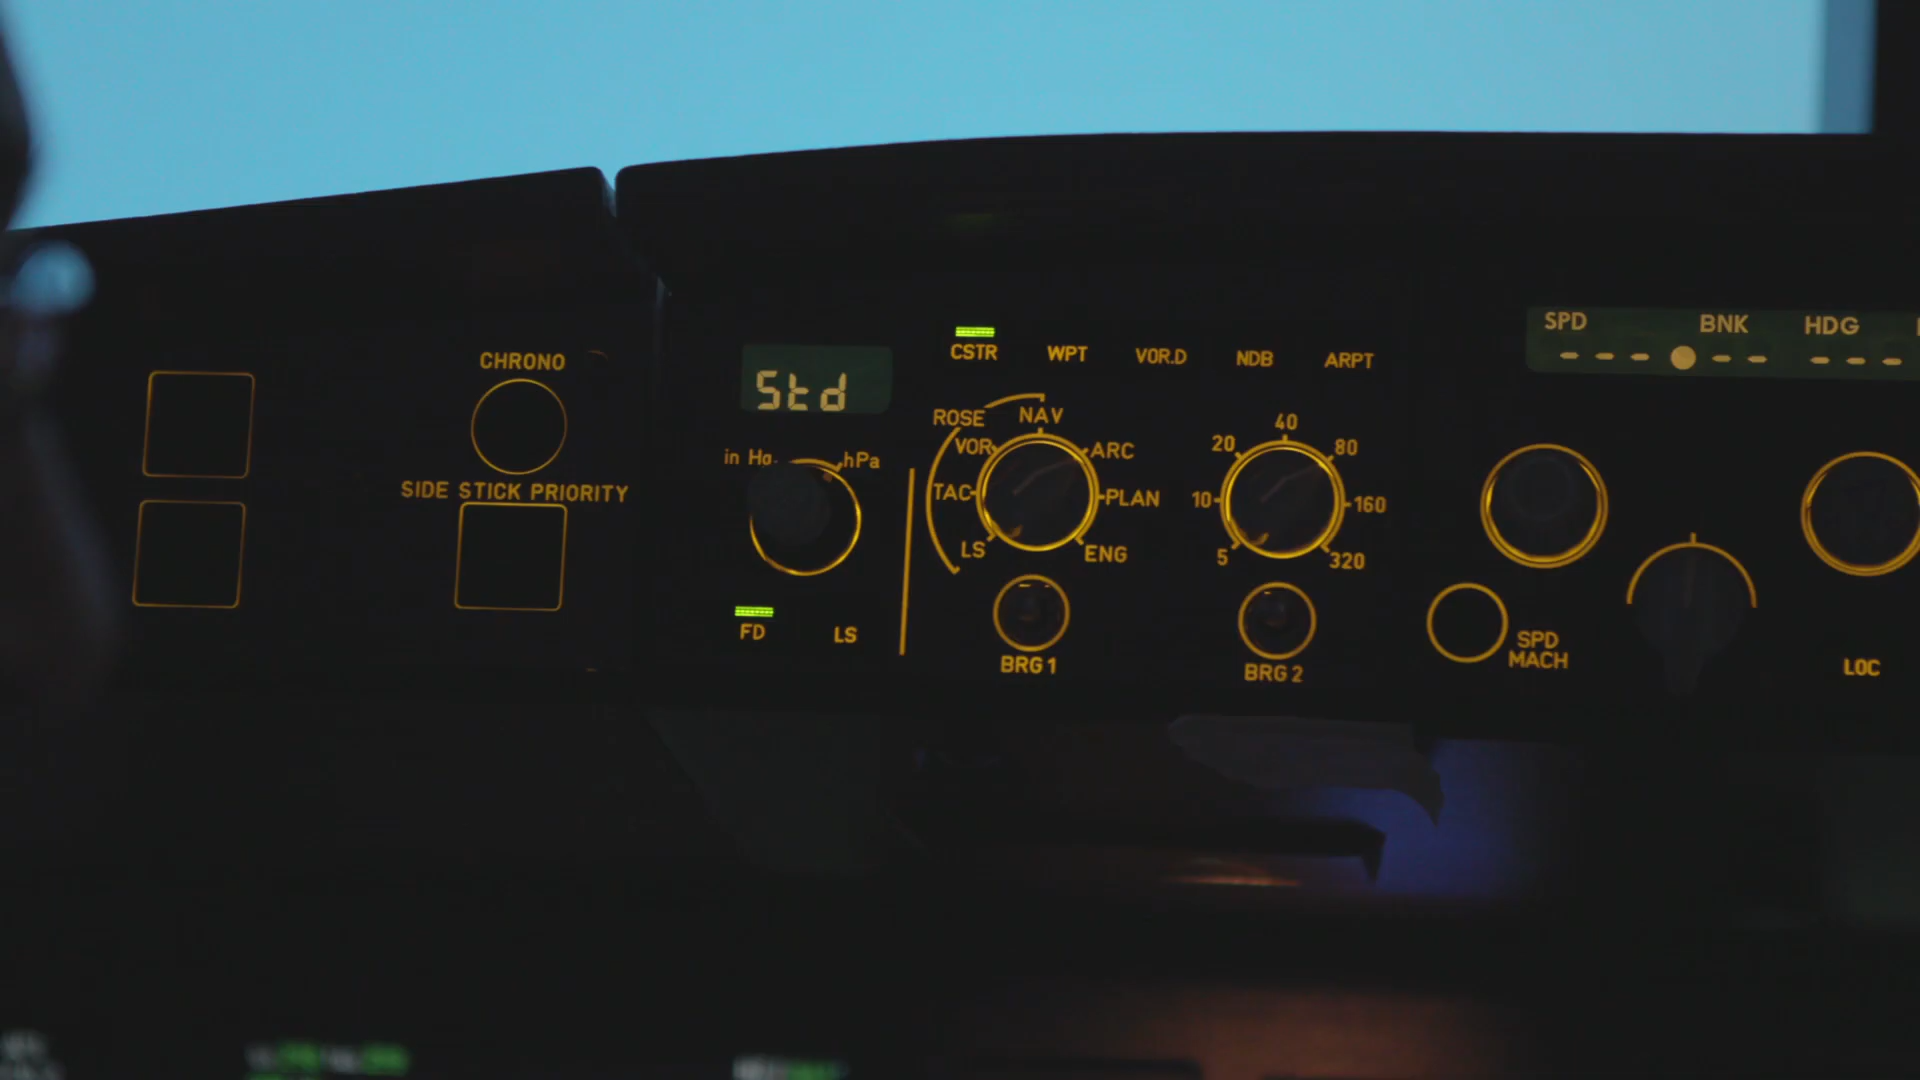 CHRONO
SIDE STICK PRIORITY
Std
in Hg
hPa
FD
LS
CSTR
WPT
VOR.D
NDB
ARPT
ROSE
NAV
VOR
ARC
TAC
PLAN
LS
ENG
BRG 1
40
20
80
10
160
5
320
BRG 2
SPD
BNK
HDG
SPD
MACH
LOC